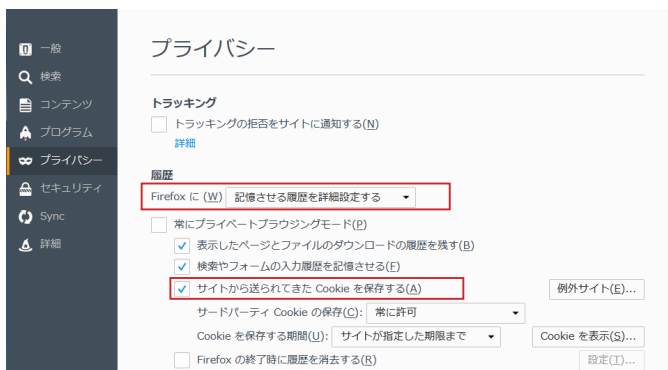 一般
検索
コンテンツ
プログラム
プライバシー
セキュリティ
Sync
詳細
プライバシー
トラッキング
トラッキングの拒否をサイトに通知する(N)
詳細
履歴
Firefox に (W) 記憶させる履歴を詳細設定する
常にプライベートブラウジングモード(P)
表示したページとファイルのダウンロードの履歴を残す(B)
検索やフォームの入力履歴を記憶させる(F)
サイトから送られてきた Cookie を保存する(A) 例外サイト(E)...
サードパーティ Cookie の保存(C): 常に許可
Cookie を保存する期間(U): サイトが指定した期限まで Cookie を表示(S)...
Firefox の終了時に履歴を消去する(R) 設定(T)...